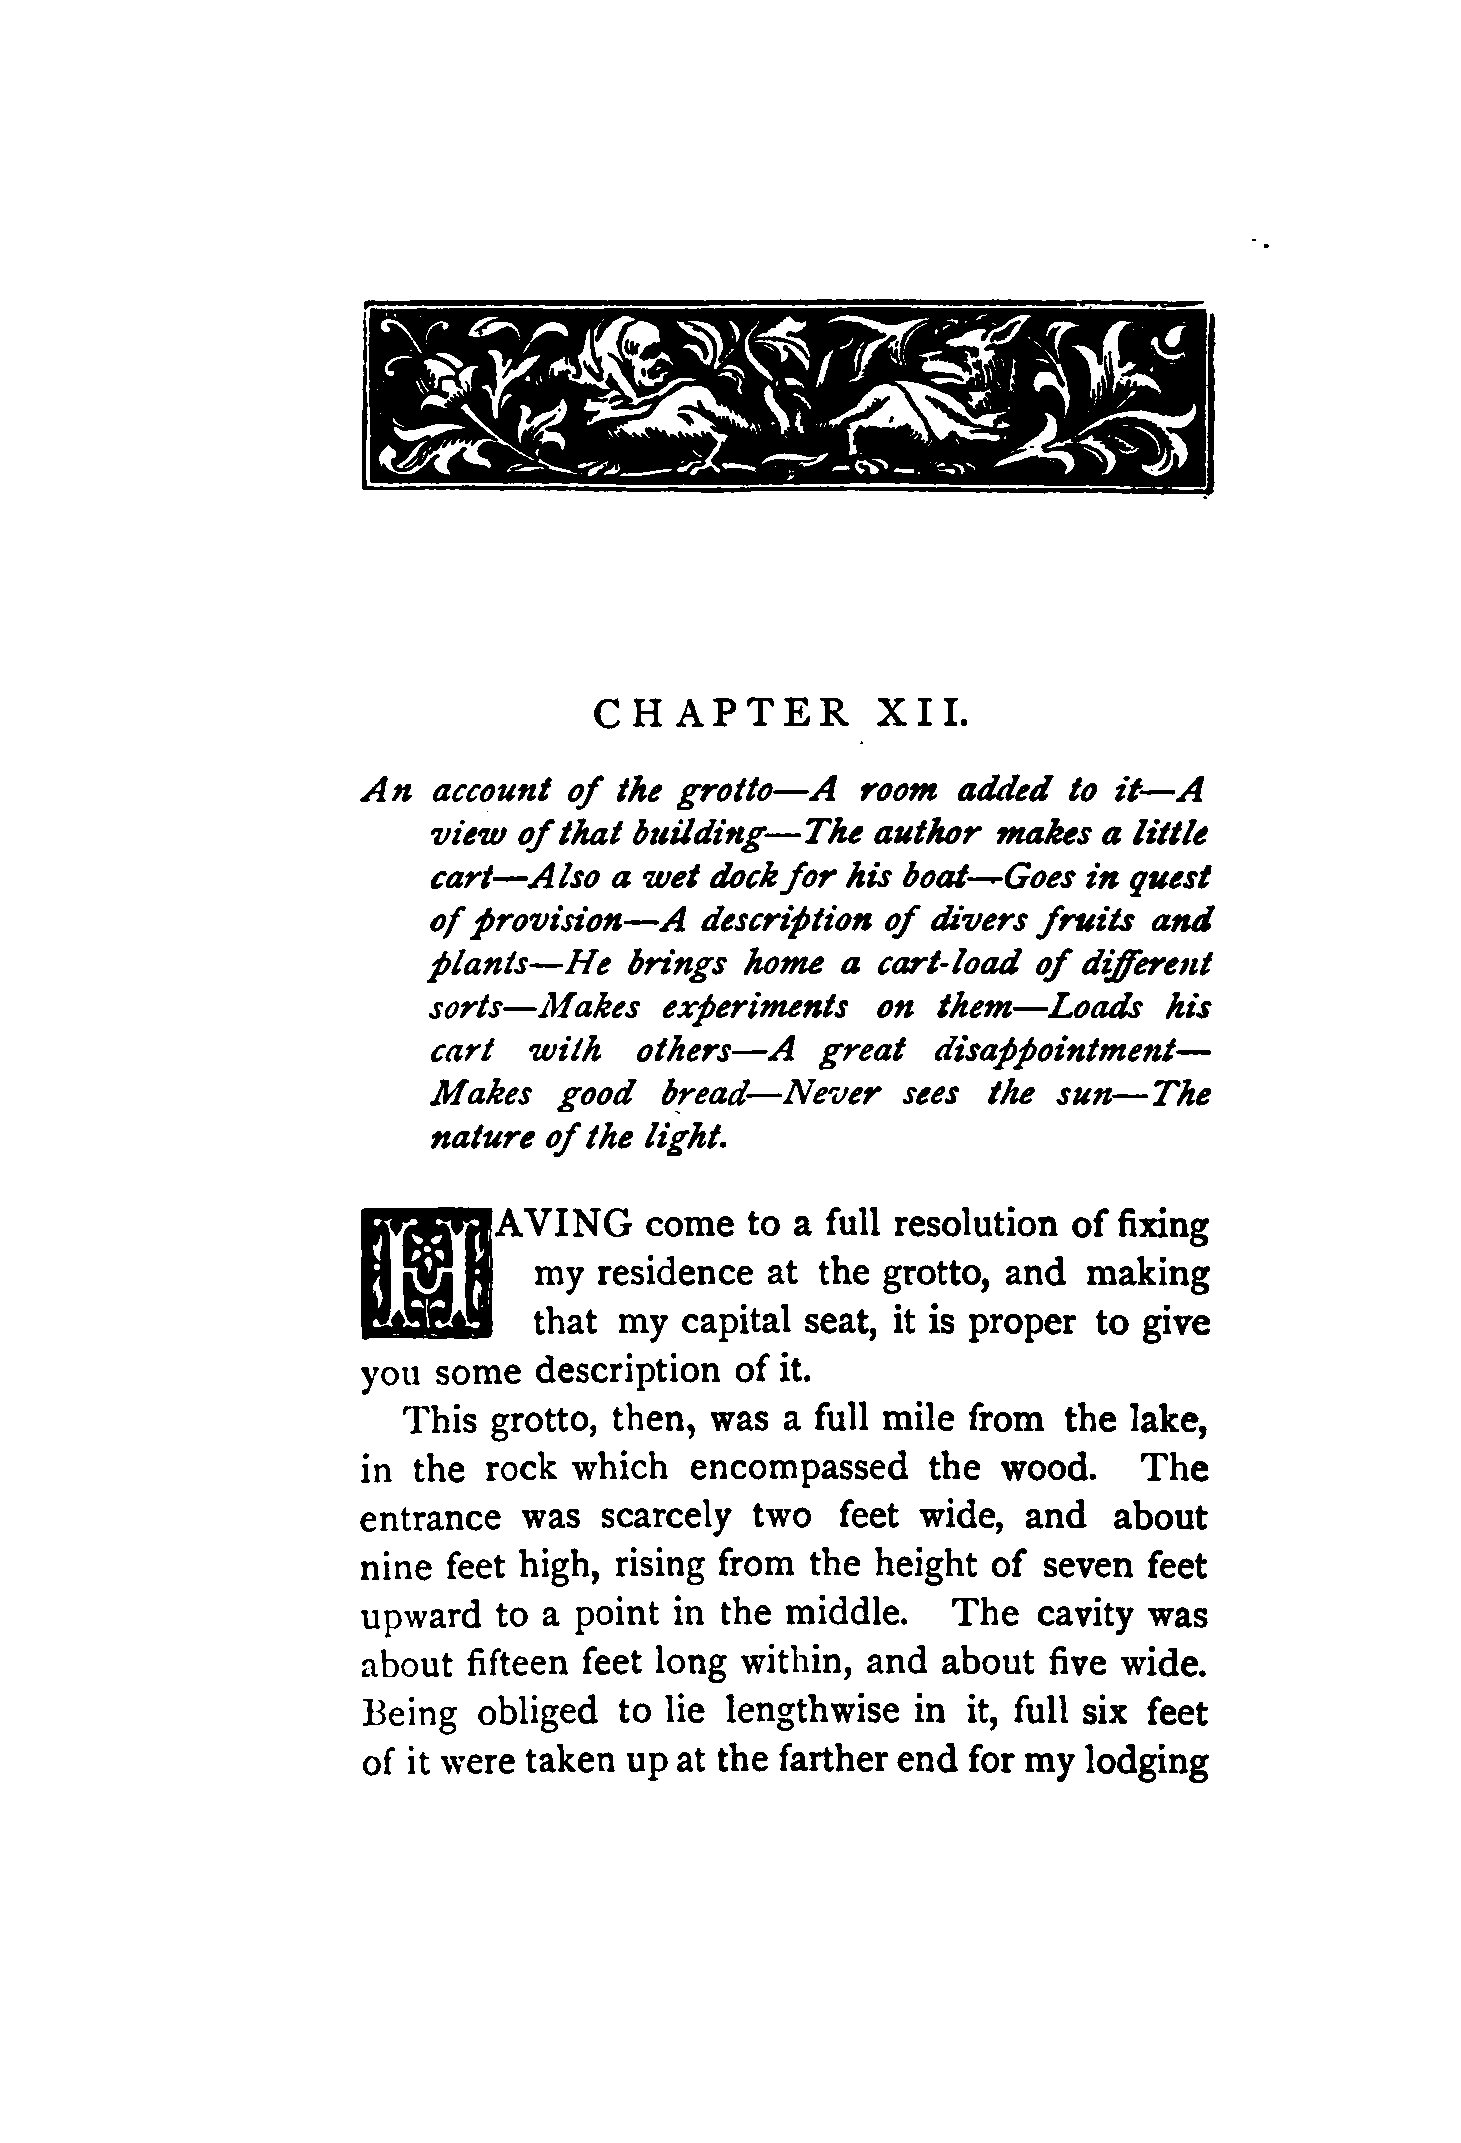 CHAPTER XII.
An account of the grotto—A room added to it—A
view of that building—The author makes a little
cart—Also a wet dock for his boat—Goes in quest
of provision—A description of divers fruits and
plants—He brings home a cart-load of different
sorts—Makes experiments on them—Loads his
cart with others—A great disappointment—
Makes good bread—Never sees the sun—The
nature of the light.
HAVING come to a full resolution of fixing
my residence at the grotto, and making
that my capital seat, it is proper to give
you some description of it.
This grotto, then, was a full mile from the lake,
in the rock which encompassed the wood. The
entrance was scarcely two feet wide, and about
nine feet high, rising from the height of seven feet
upward to a point in the middle. The cavity was
about fifteen feet long within, and about five wide.
Being obliged to lie lengthwise in it, full six feet
of it were taken up at the farther end for my lodging